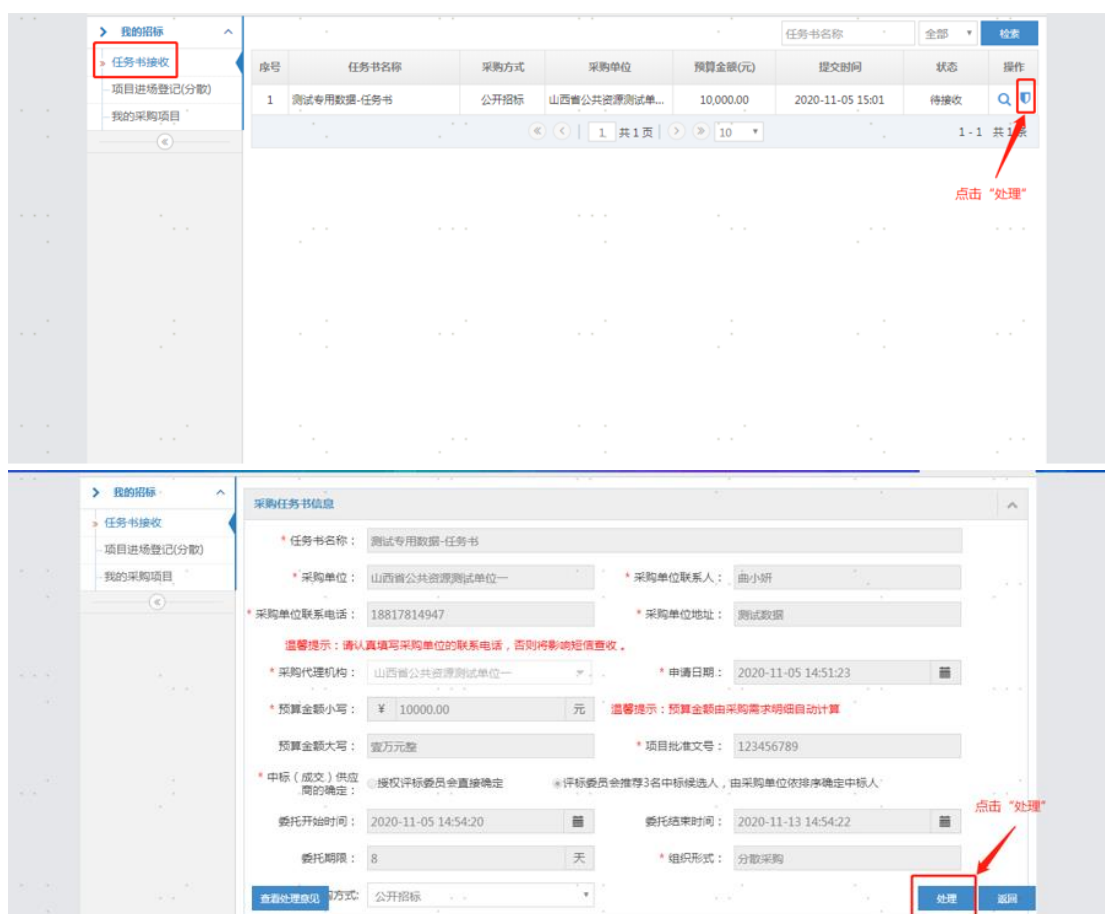 我的招标
任务书名称 全部 检索
任务书接收
项目进场登记(分散)
我的采购项目
序号 任务书名称 采购方式 采购单位 预算金额(元) 提交时间 状态 操作
1 测试专用数据-任务书 公开招标 山西省公共资源测试单... 10,000.00 2020-11-05 15:01 待接收
1 共1页 10 1 - 1 共1条
点击“处理”
我的招标
任务书接收
项目进场登记(分散)
我的采购项目
采购任务书信息
* 任务书名称： 测试专用数据-任务书
* 采购单位： 山西省公共资源测试单位一 * 采购单位联系人： 曲小妍
* 采购单位联系电话： 18817814947 * 采购单位地址： 测试数据
温馨提示：请认真填写采购单位的联系电话，否则将影响短信查收。
* 采购代理机构： 山西省公共资源测试单位一 * 申请日期： 2020-11-05 14:51:23
* 预算金额小写： ¥ 10000.00 元 温馨提示：预算金额由采购需求明细自动计算
预算金额大写： 壹万元整 * 项目批准文号： 123456789
* 中标（成交）供应商的确定： 授权评标委员会直接确定 评标委员会推荐3名中标候选人，由采购单位依排序确定中标人
点击“处理”
委托开始时间： 2020-11-05 14:54:20 委托结束时间： 2020-11-13 14:54:22
委托期限： 8 天 * 组织形式： 分散采购
查看处理意见 购方式: 公开招标 处理 返回